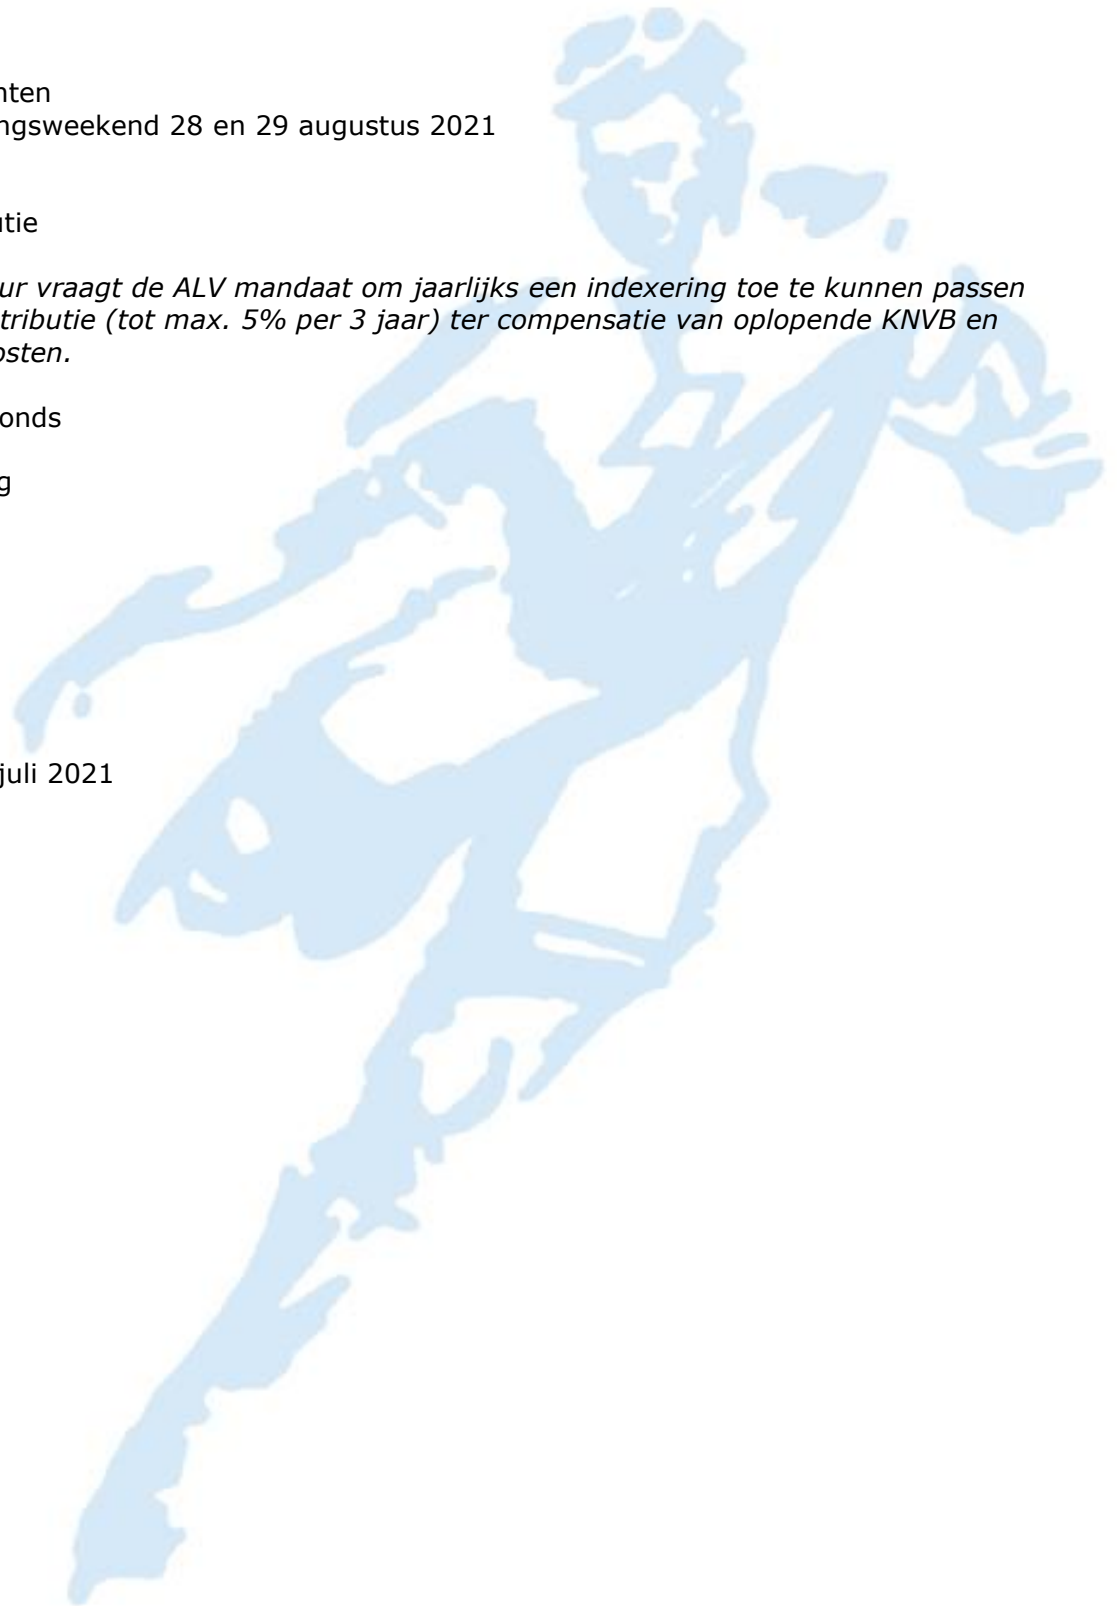 nten
ngsweekend 28 en 29 augustus 2021
utie
ur vraagt de ALV mandaat om jaarlijks een indexering toe te kunnen passen
tributie (tot max. 5% per 3 jaar) ter compensatie van oplopende KNVB en
osten.
onds
g
juli 2021